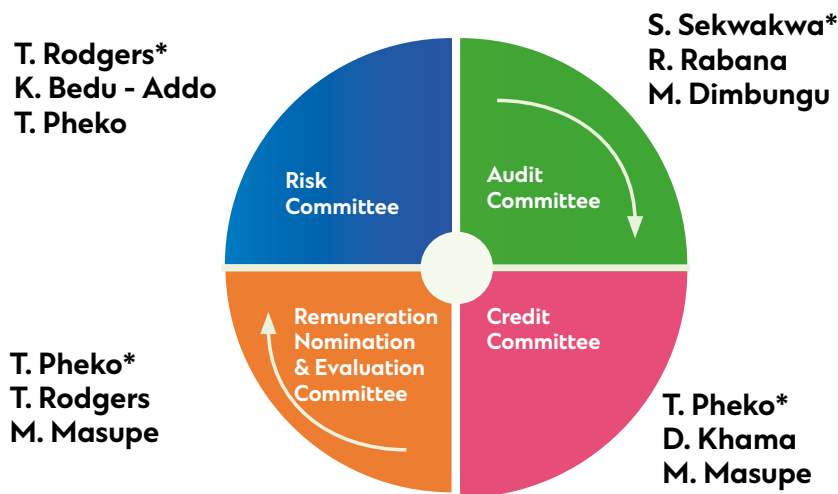 T. Rodgers*
K. Bedu - Addo
T. Pheko
S. Sekwakwa*
R. Rabana
M. Dimbungu
Risk
Committee
Audit
Committee
Remuneration
Nomination
& Evaluation
Committee
Credit
Committee
T. Pheko*
T. Rodgers
M. Masupe
T. Pheko*
D. Khama
M. Masupe